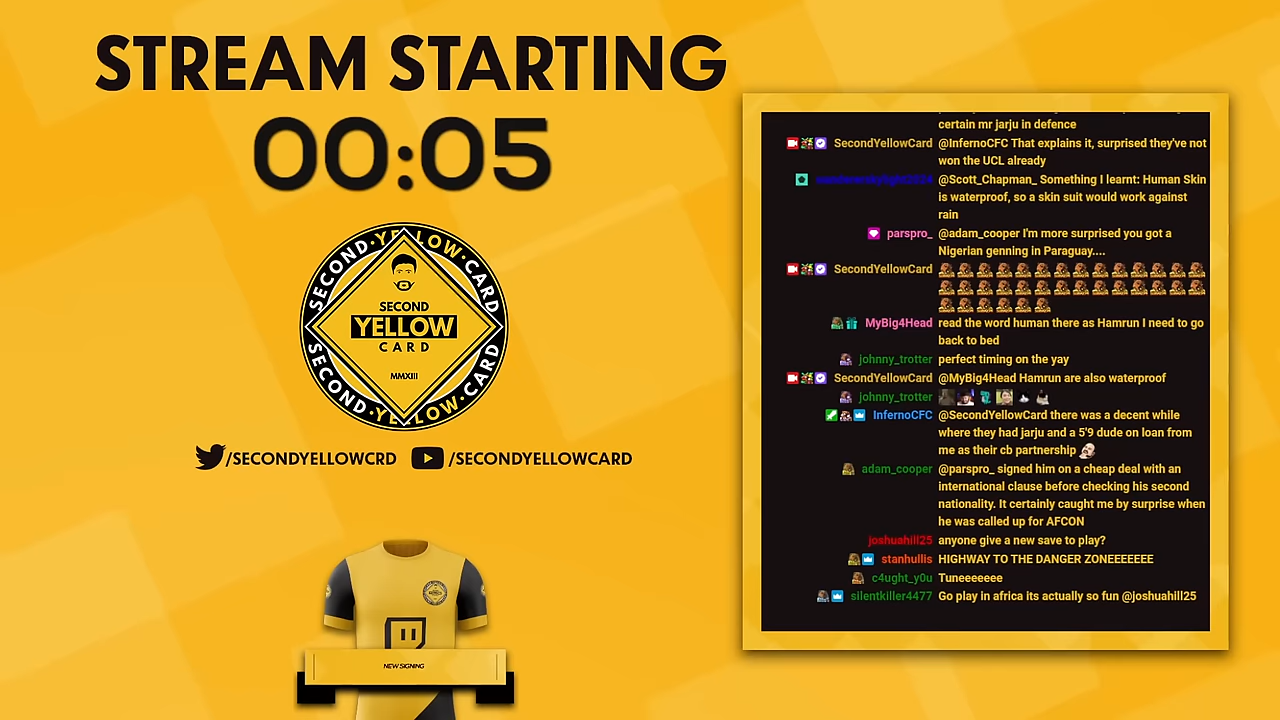 STREAM STARTING
00:05
SECOND·YELLOW·CARD
SECOND
YELLOW
CARD
MMXIII
SECOND·YELLOW·CARD
/SECONDYELLOWCRD /SECONDYELLOWCARD
NEW SIGNING
certain mr jarju in defence
SecondYellowCard @InfernoCFC That explains it, surprised they've not
won the UCL already
@Scott_Chapman_ Something I learnt: Human Skin
is waterproof, so a skin suit would work against
rain
parspro_ @adam_cooper I'm more surprised you got a
Nigerian genning in Paraguay....
SecondYellowCard
MyBig4Head read the word human there as Hamrun I need to go
back to bed
johnny_trotter perfect timing on the yay
SecondYellowCard @MyBig4Head Hamrun are also waterproof
johnny_trotter
InfernoCFC @SecondYellowCard there was a decent while
where they had jarju and a 5'9 dude on loan from
me as their cb partnership
adam_cooper @parspro_ signed him on a cheap deal with an
international clause before checking his second
nationality. It certainly caught me by surprise when
he was called up for AFCON
joshuahill25 anyone give a new save to play?
stanhullis HIGHWAY TO THE DANGER ZONEEEEEEE
c4ught_y0u Tuneeeeeee
silentkiller4477 Go play in africa its actually so fun @joshuahill25